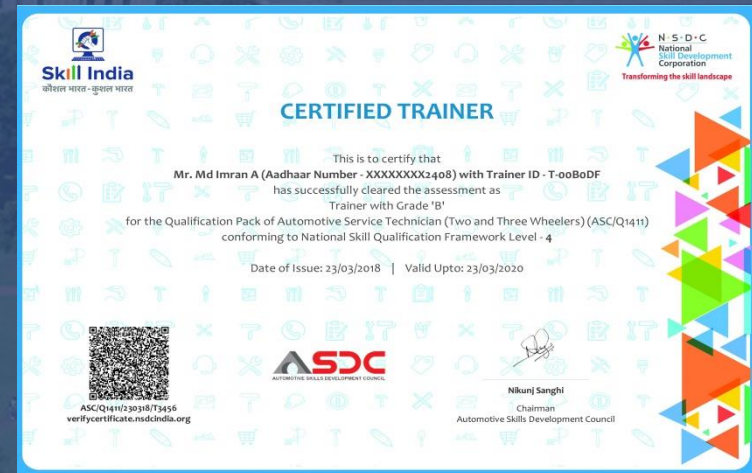 Skill India
कौशल भारत - कुशल भारत
N·S·D·C
National
Skill Development
Corporation
Transforming the skill landscape
CERTIFIED TRAINER
This is to certify that
Mr. Md Imran A (Aadhaar Number - XXXXXXXX2408) with Trainer ID - T-00B0DF
has successfully cleared the assessment as
Trainer with Grade 'B'
for the Qualification Pack of Automotive Service Technician (Two and Three Wheelers) (ASC/Q1411)
conforming to National Skill Qualification Framework Level - 4
Date of Issue: 23/03/2018 | Valid Upto: 23/03/2020
ASC/Q1411/230318/T3456
verifycertificate.nsdcindia.org
ASDC
AUTOMOTIVE SKILLS DEVELOPMENT COUNCIL
Nikunj Sanghi
Chairman
Automotive Skills Development Council